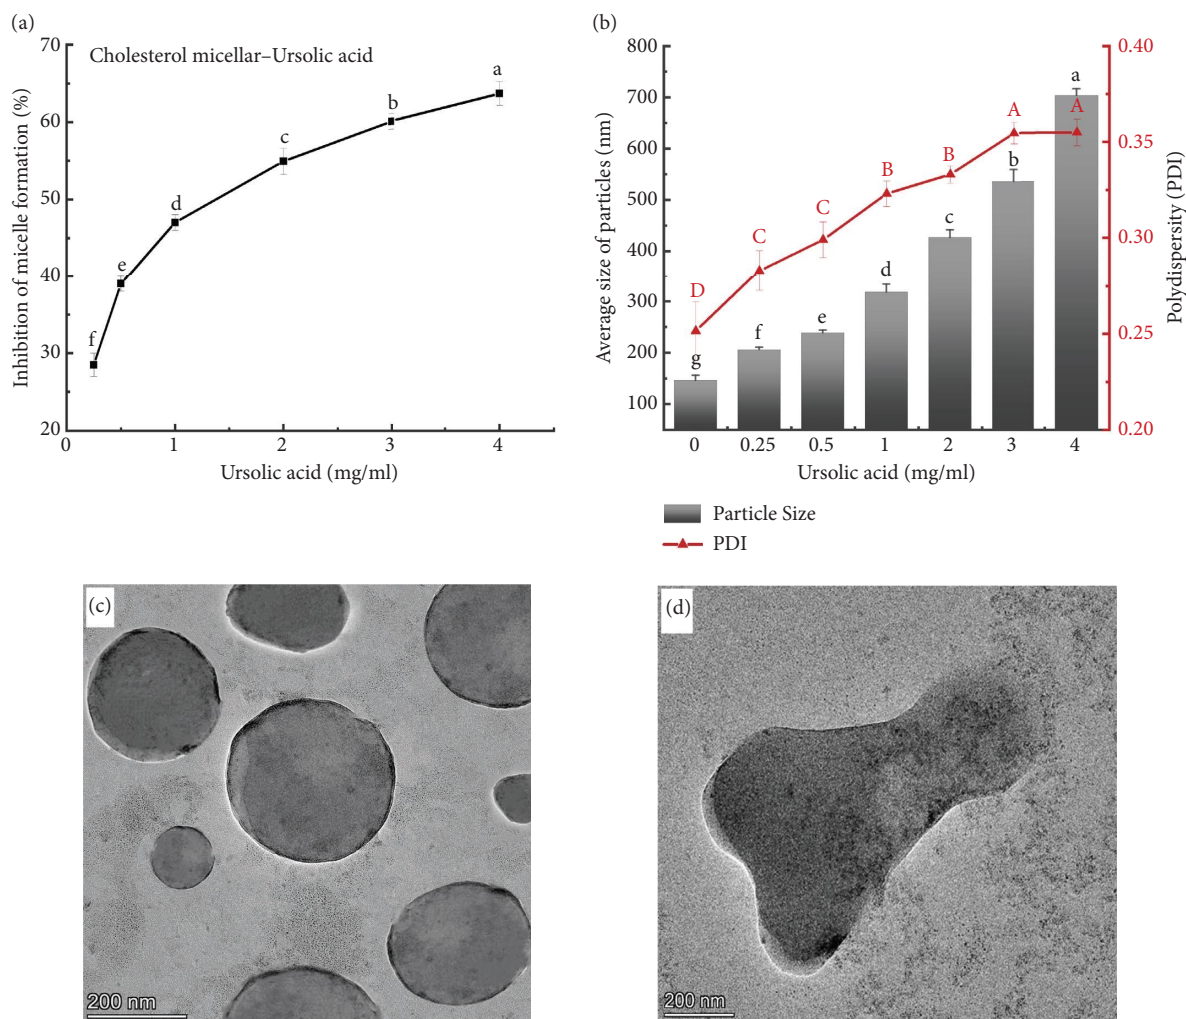 (a)
Cholesterol micellar–Ursolic acid
Inhibition of micelle formation (%)
70
60
50
40
30
20
f
e
d
c
b
a
0 1 2 3 4
Ursolic acid (mg/ml)
(b)
Average size of particles (nm)
800
700
600
500
400
300
200
100
D C C B B A A
g f e d c b a
0.40
0.35
0.30
0.25
0.20
Polydispersity (PDI)
0 0.25 0.5 1 2 3 4
Ursolic acid (mg/ml)
Particle Size
PDI
(c)
200 nm
(d)
200 nm